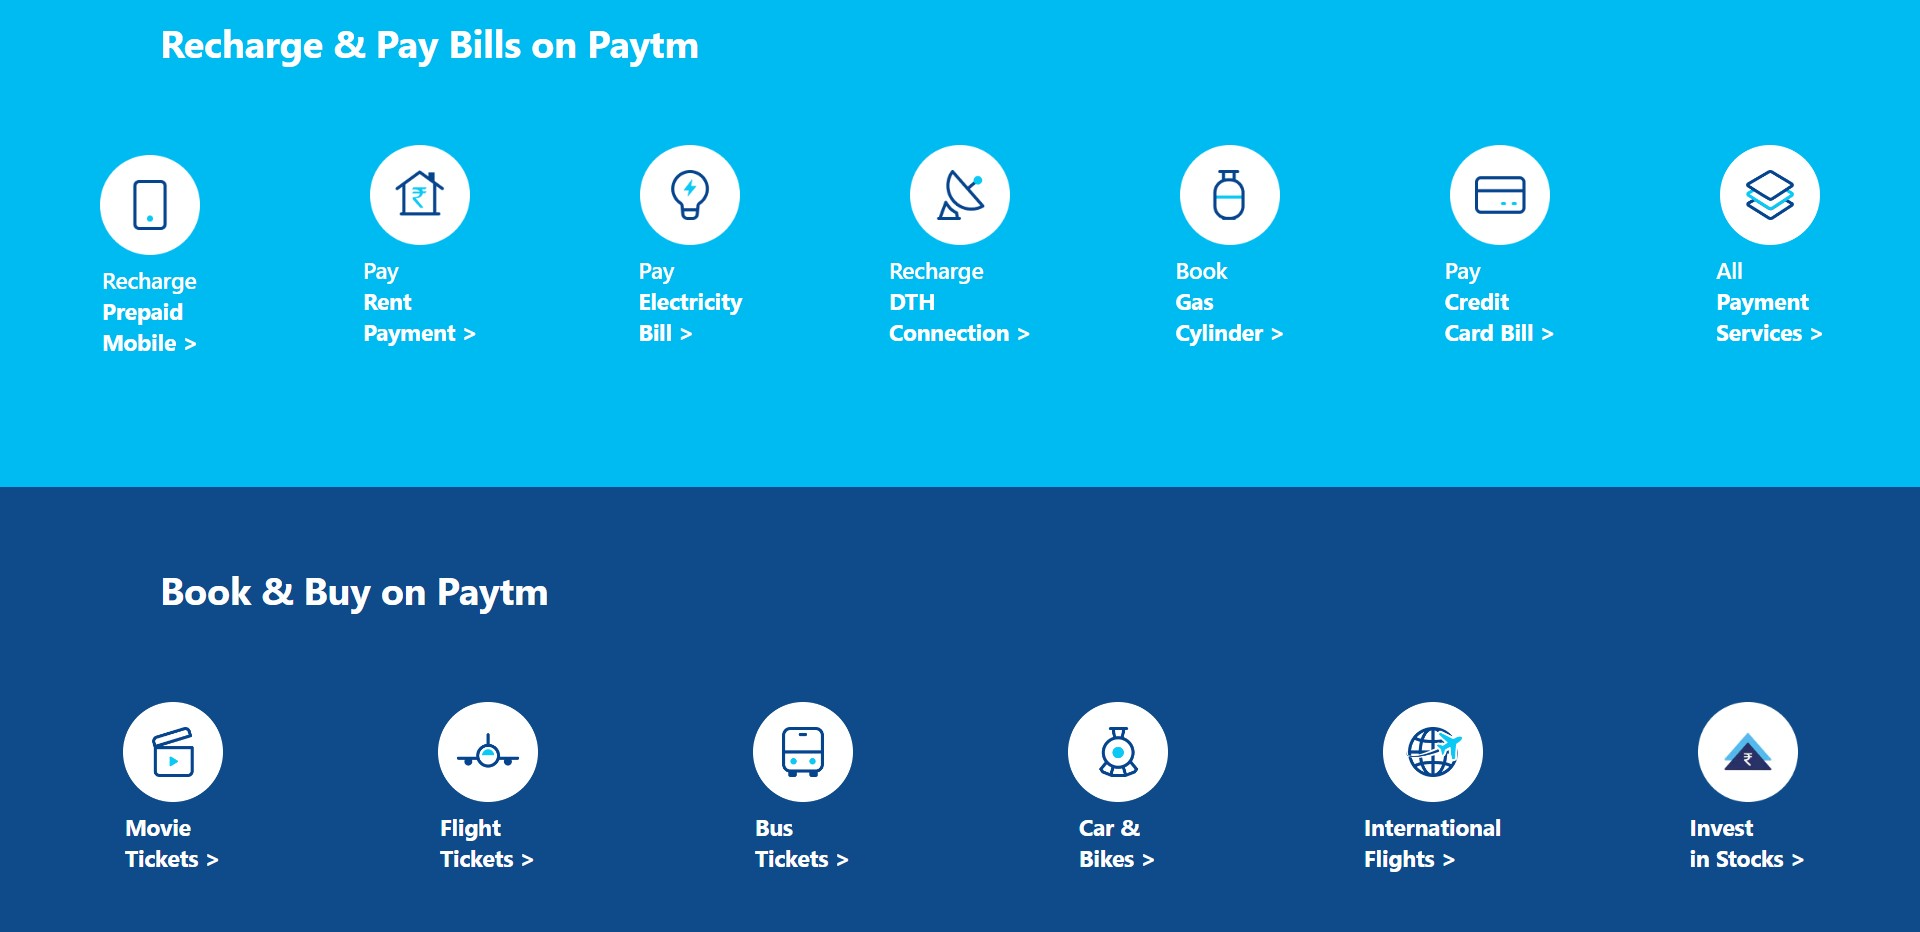 Recharge & Pay Bills on Paytm
Recharge
Prepaid
Mobile >
₹
Pay
Rent
Payment >
Pay
Electricity
Bill >
Recharge
DTH
Connection >
Book
Gas
Cylinder >
Pay
Credit
Card Bill >
All
Payment
Services >
Book & Buy on Paytm
Movie
Tickets >
Flight
Tickets >
Bus
Tickets >
Car &
Bikes >
International
Flights >
₹
Invest
in Stocks >